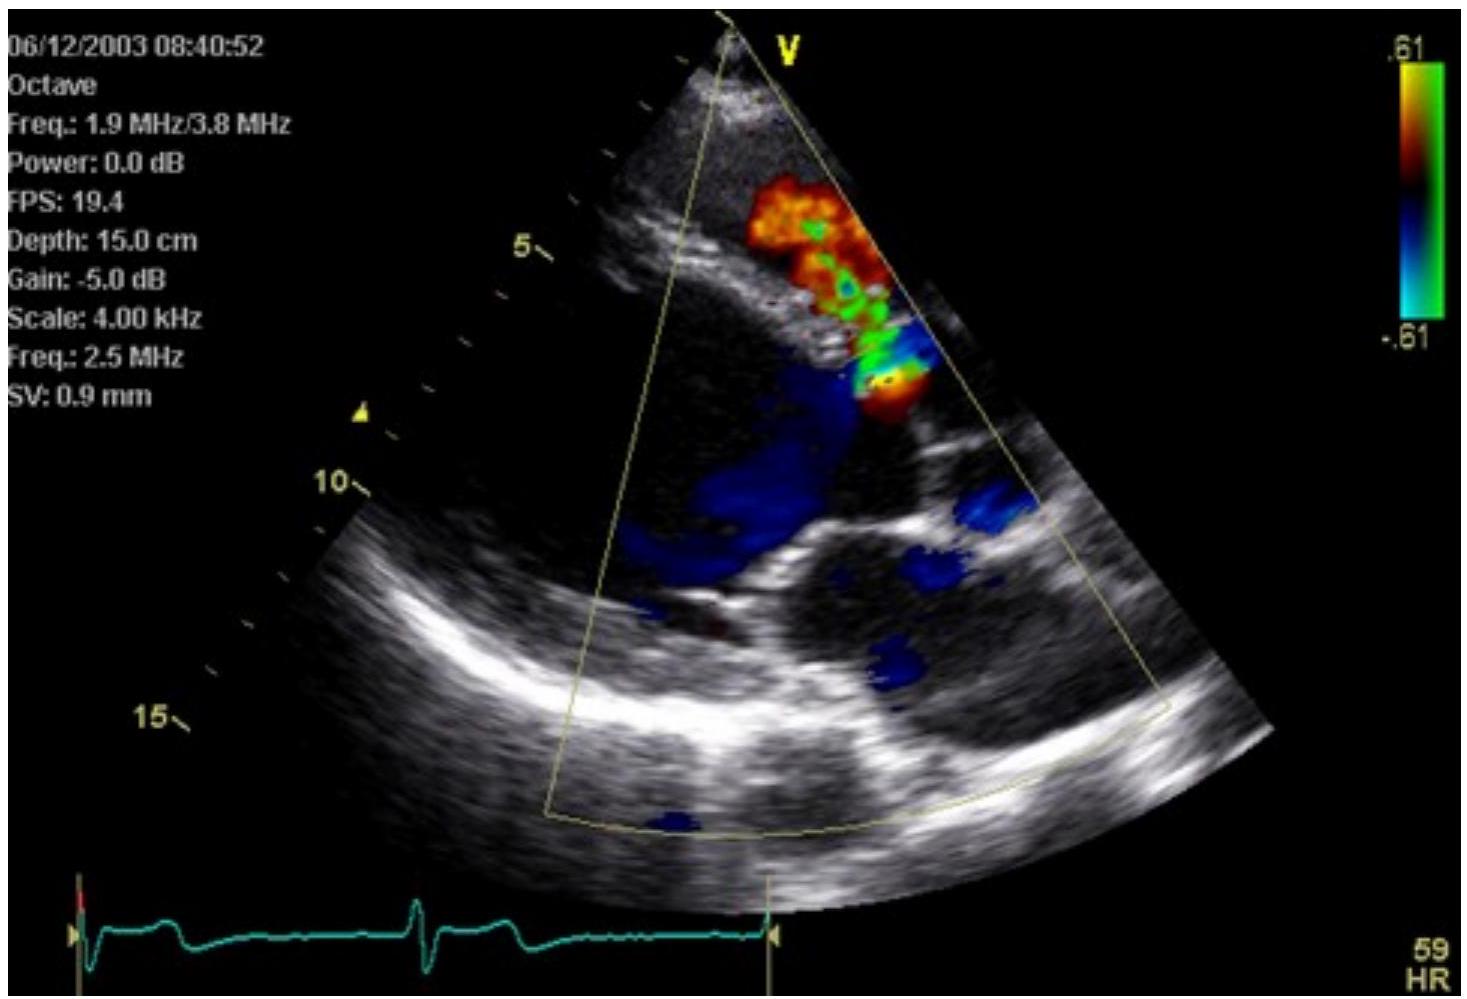 06/12/2003 08:40:52
Octave
Freq.: 1.9 MHz/3.8 MHz
Power: 0.0 dB
FPS: 19.4
Depth: 15.0 cm
Gain: -5.0 dB
Scale: 4.00 kHz
Freq.: 2.5 MHz
SV: 0.9 mm
V
.61
-.61
5
10
15
59
HR